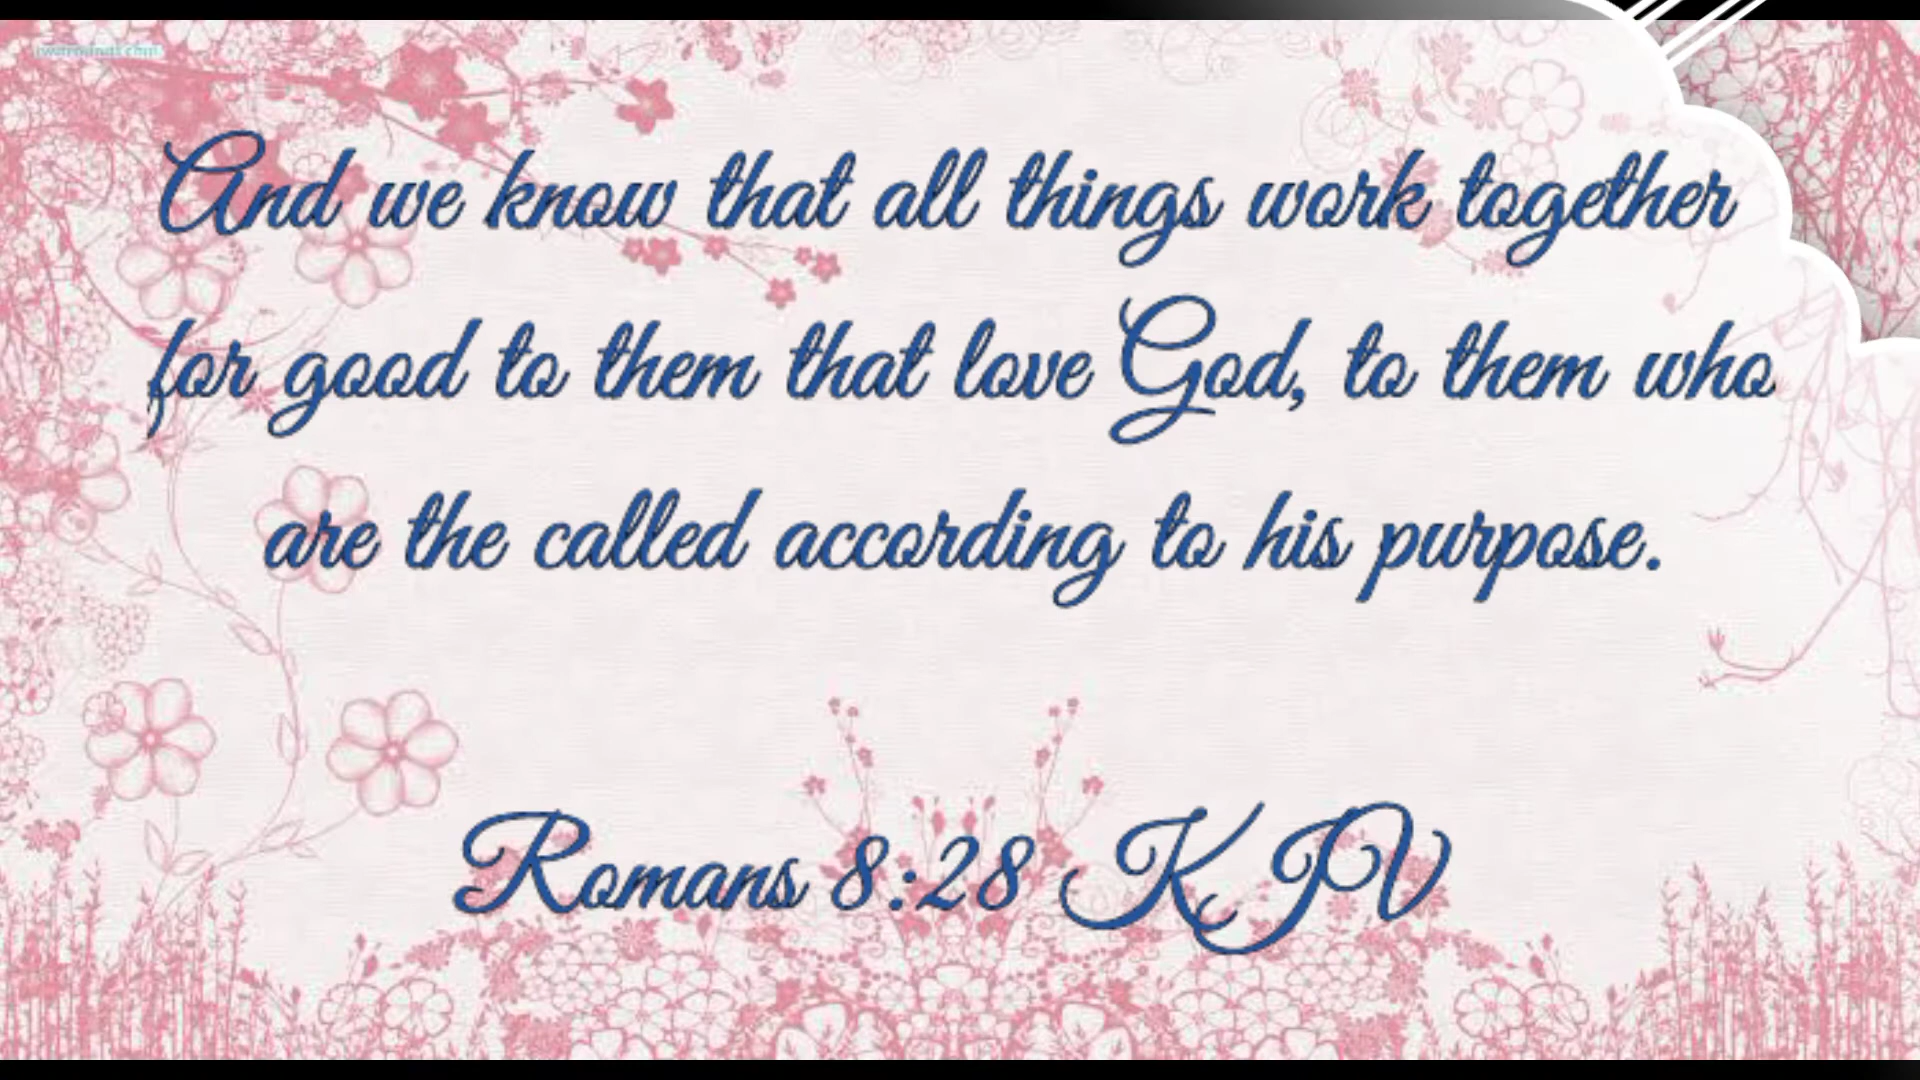 And we know that all things work together
for good to them that love God, to them who
are the called according to his purpose.
Romans 8:28 KJV